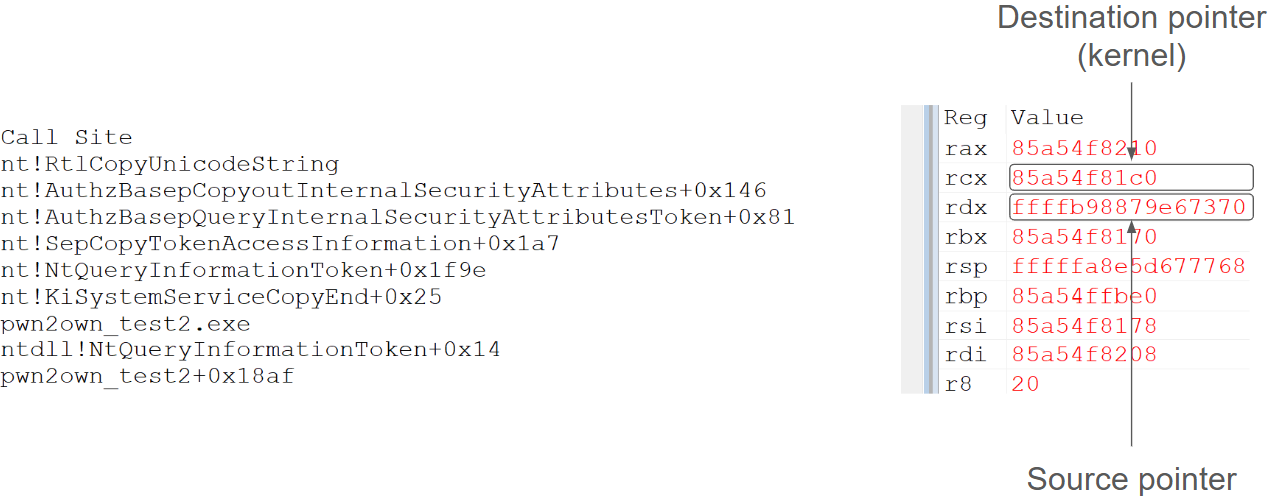 Destination pointer
(kernel)
Call Site
nt!RtlCopyUnicodeString
nt!AuthzBasepCopyoutInternalSecurityAttributes+0x146
nt!AuthzBasepQueryInternalSecurityAttributesToken+0x81
nt!SepCopyTokenAccessInformation+0x1a7
nt!NtQueryInformationToken+0x1f9e
nt!KiSystemServiceCopyEnd+0x25
pwn2own_test2.exe
ntdll!NtQueryInformationToken+0x14
pwn2own_test2+0x18af
Reg Value
rax 85a54f8210
rcx 85a54f81c0
rdx ffffb98879e67370
rbx 85a54f8170
rsp fffffa8e5d677768
rbp 85a54ffbe0
rsi 85a54f8178
rdi 85a54f8208
r8 20
Source pointer